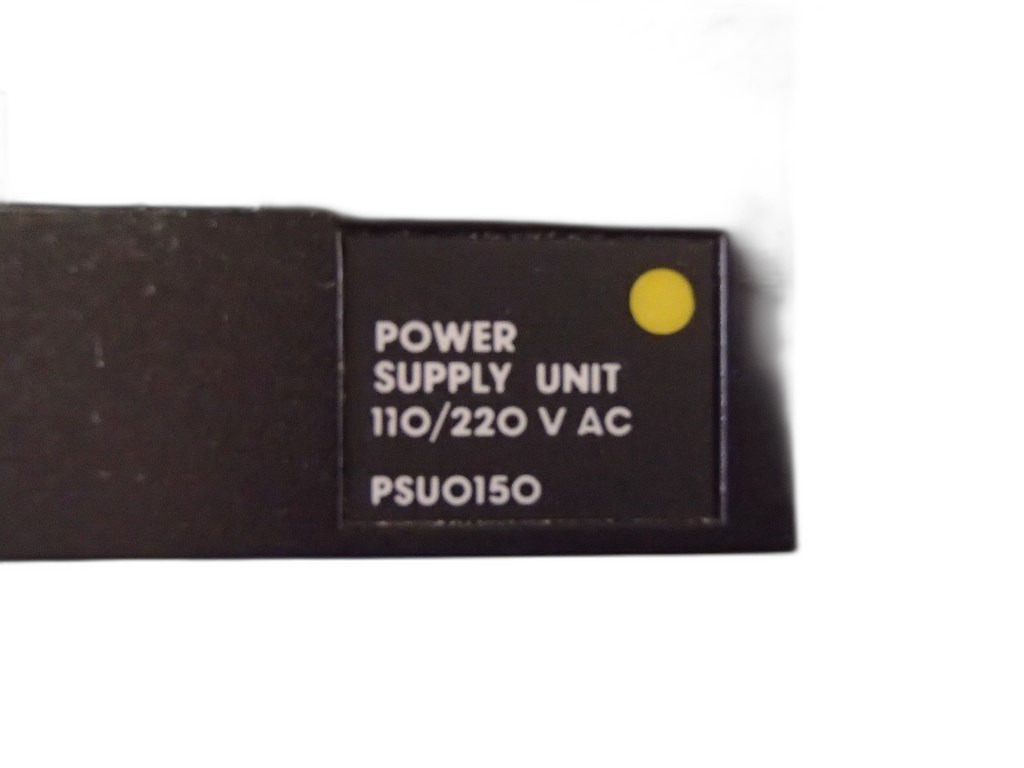 POWER
SUPPLY UNIT
110/220 V AC
PSU0150